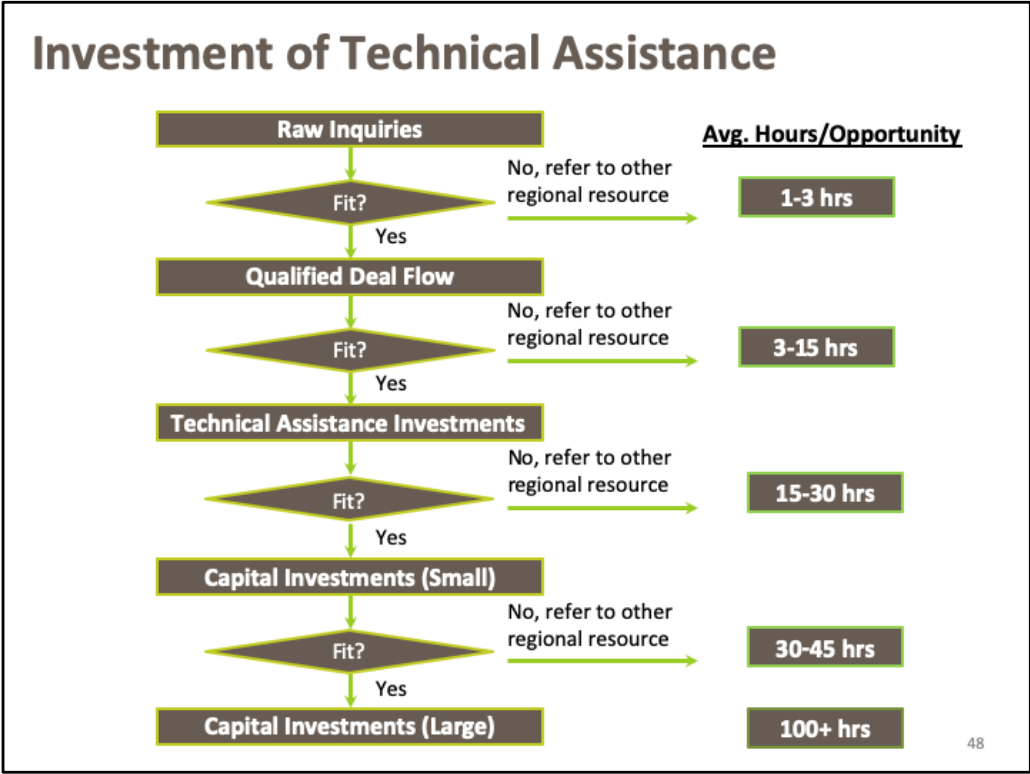 Investment of Technical Assistance
Raw Inquiries
Avg. Hours/Opportunity
No, refer to other
regional resource
Fit?
1-3 hrs
Yes
Qualified Deal Flow
No, refer to other
regional resource
Fit?
3-15 hrs
Yes
Technical Assistance Investments
No, refer to other
regional resource
Fit?
15-30 hrs
Yes
Capital Investments (Small)
No, refer to other
regional resource
Fit?
30-45 hrs
Yes
Capital Investments (Large)
100+ hrs
48